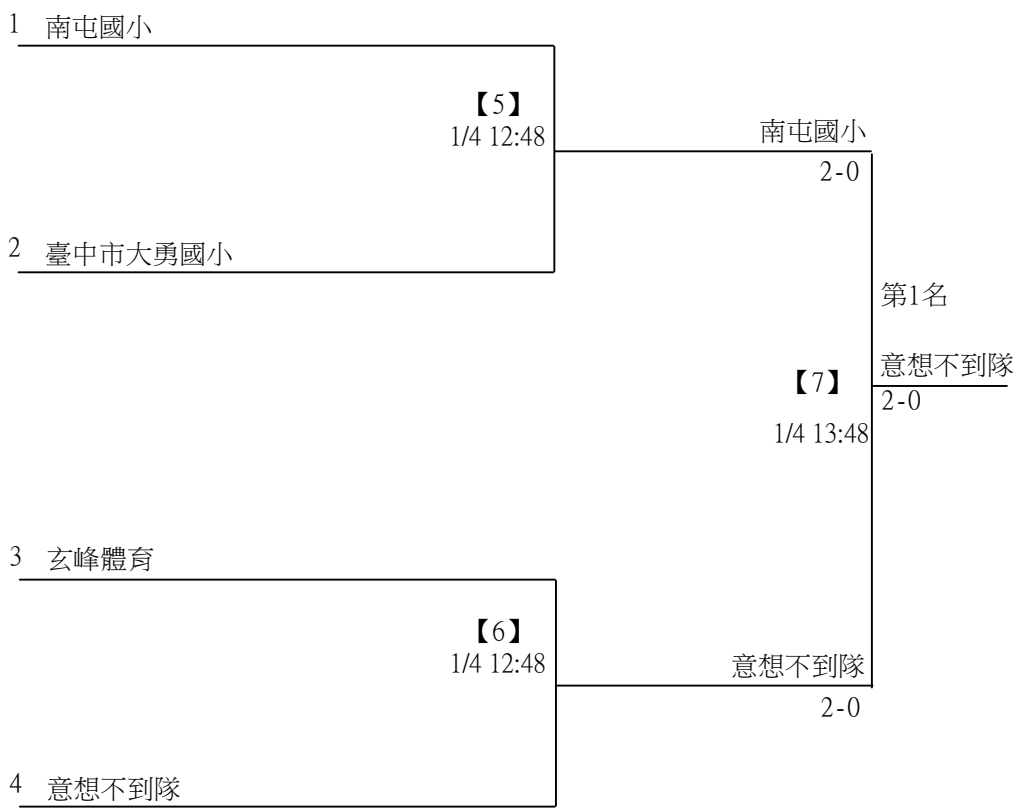 1 南屯國小
【5】
1/4 12:48
南屯國小
2-0
2 臺中市大勇國小
第1名
意想不到隊
2-0
【7】
1/4 13:48
3 玄峰體育
【6】
1/4 12:48
意想不到隊
2-0
4 意想不到隊